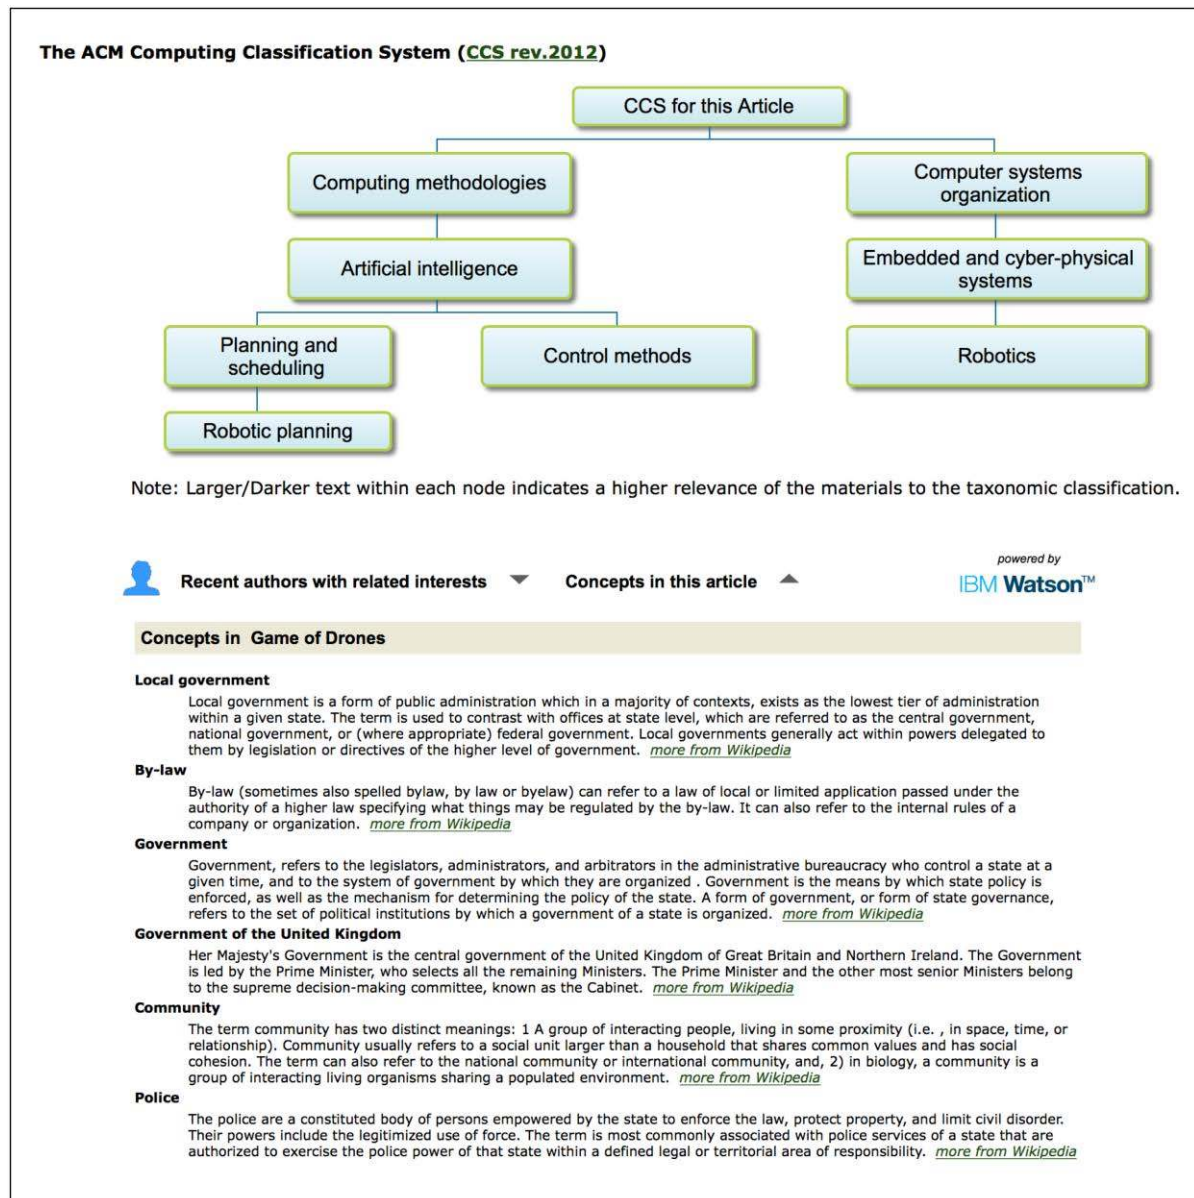 The ACM Computing Classification System (CCS rev.2012)
CCS for this Article
Computing methodologies
Computer systems
organization
Artificial intelligence
Embedded and cyber-physical
systems
Planning and
scheduling
Control methods
Robotics
Robotic planning
Note: Larger/Darker text within each node indicates a higher relevance of the materials to the taxonomic classification.
Recent authors with related interests
Concepts in this article
powered by
IBM Watson™
Concepts in Game of Drones
Local government
Local government is a form of public administration which in a majority of contexts, exists as the lowest tier of administration
within a given state. The term is used to contrast with offices at state level, which are referred to as the central government,
national government, or (where appropriate) federal government. Local governments generally act within powers delegated to
them by legislation or directives of the higher level of government. more from Wikipedia
By-law
By-law (sometimes also spelled bylaw, by law or byelaw) can refer to a law of local or limited application passed under the
authority of a higher law specifying what things may be regulated by the by-law. It can also refer to the internal rules of a
company or organization. more from Wikipedia
Government
Government, refers to the legislators, administrators, and arbitrators in the administrative bureaucracy who control a state at a
given time, and to the system of government by which they are organized . Government is the means by which state policy is
enforced, as well as the mechanism for determining the policy of the state. A form of government, or form of state governance,
refers to the set of political institutions by which a government of a state is organized. more from Wikipedia
Government of the United Kingdom
Her Majesty's Government is the central government of the United Kingdom of Great Britain and Northern Ireland. The Government
is led by the Prime Minister, who selects all the remaining Ministers. The Prime Minister and the other most senior Ministers belong
to the supreme decision-making committee, known as the Cabinet. more from Wikipedia
Community
The term community has two distinct meanings: 1 A group of interacting people, living in some proximity (i.e. , in space, time, or
relationship). Community usually refers to a social unit larger than a household that shares common values and has social
cohesion. The term can also refer to the national community or international community, and, 2) in biology, a community is a
group of interacting living organisms sharing a populated environment. more from Wikipedia
Police
The police are a constituted body of persons empowered by the state to enforce the law, protect property, and limit civil disorder.
Their powers include the legitimized use of force. The term is most commonly associated with police services of a state that are
authorized to exercise the police power of that state within a defined legal or territorial area of responsibility. more from Wikipedia